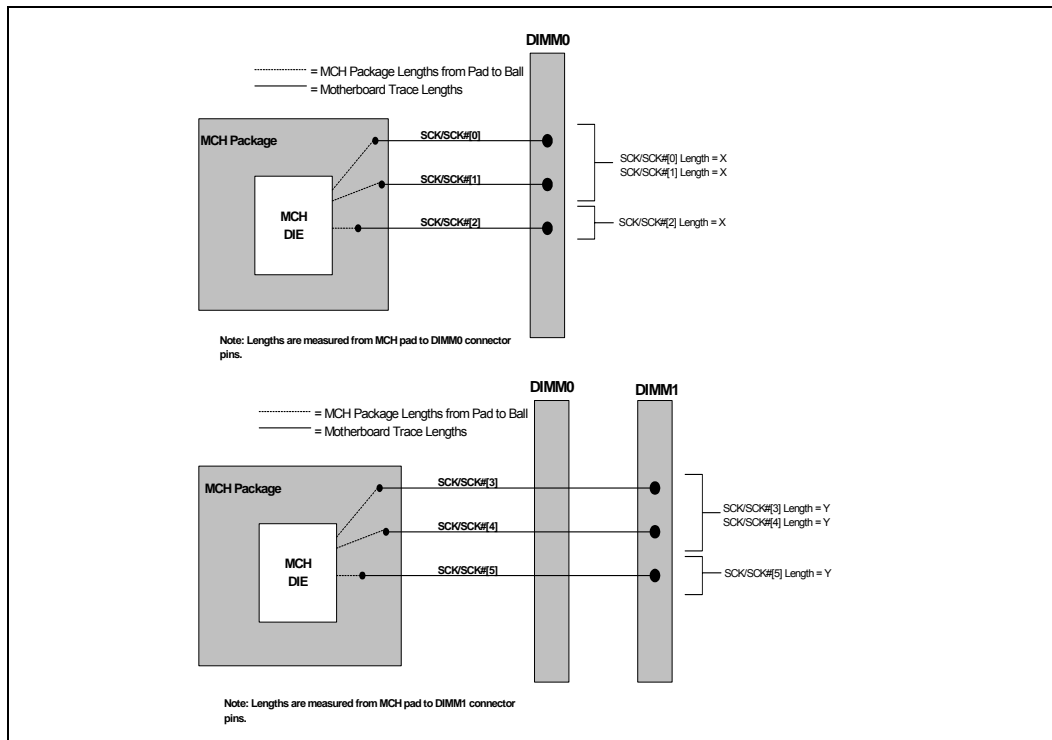 DIMM0
= MCH Package Lengths from Pad to Ball
= Motherboard Trace Lengths
MCH Package
SCK/SCK#[0]
SCK/SCK#[1]
SCK/SCK#[2]
MCH
DIE
SCK/SCK#[0] Length = X
SCK/SCK#[1] Length = X
SCK/SCK#[2] Length = X
Note: Lengths are measured from MCH pad to DIMM0 connector
pins.
DIMM0
DIMM1
= MCH Package Lengths from Pad to Ball
= Motherboard Trace Lengths
MCH Package
SCK/SCK#[3]
SCK/SCK#[4]
SCK/SCK#[5]
MCH
DIE
SCK/SCK#[3] Length = Y
SCK/SCK#[4] Length = Y
SCK/SCK#[5] Length = Y
Note: Lengths are measured from MCH pad to DIMM1 connector
pins.